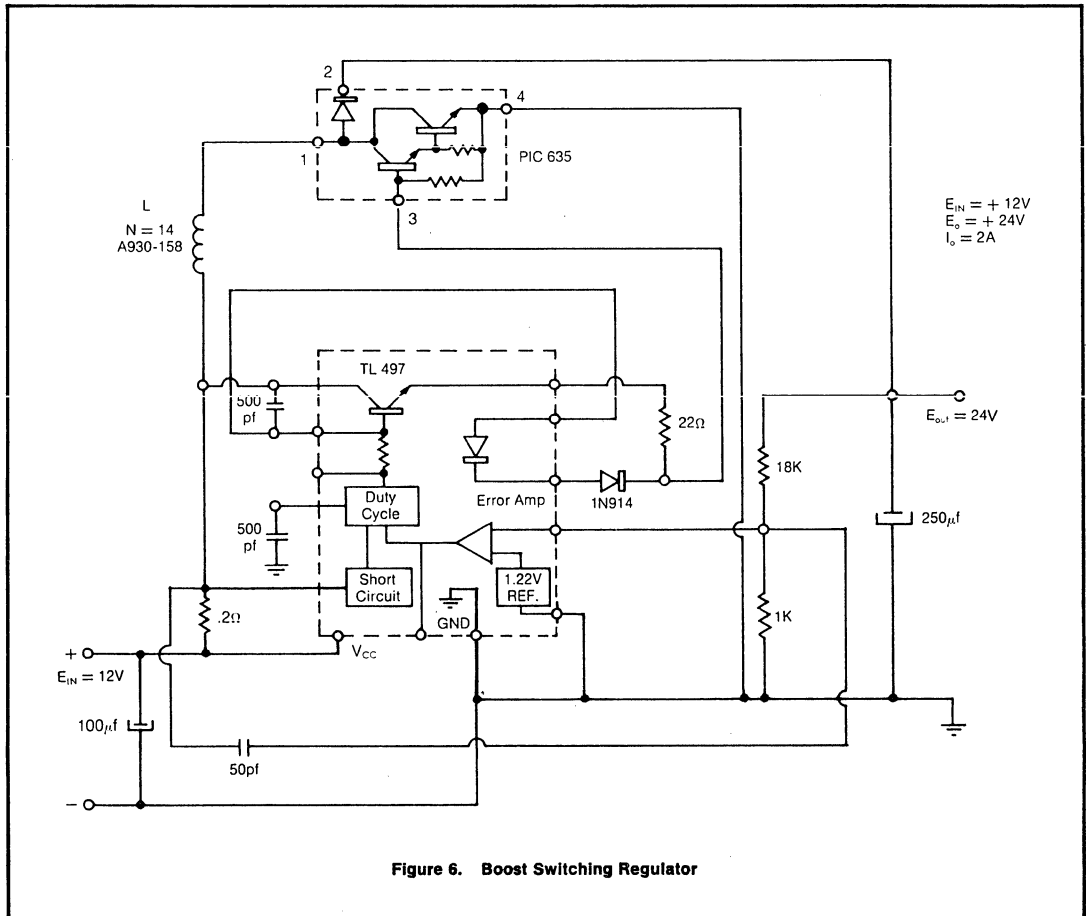 2
4
1
PIC 635
3
L
N = 14
A930-158
E_IN = + 12V
E_o = + 24V
I_o = 2A
TL 497
500
pf
22Ω
E_out = 24V
18K
Error Amp
1N914
Duty
Cycle
500
pf
250μf
Short
Circuit
1.22V
REF.
.2Ω
GND
1K
+
V_CC
E_IN = 12V
100μf
50pf
−
Figure 6. Boost Switching Regulator